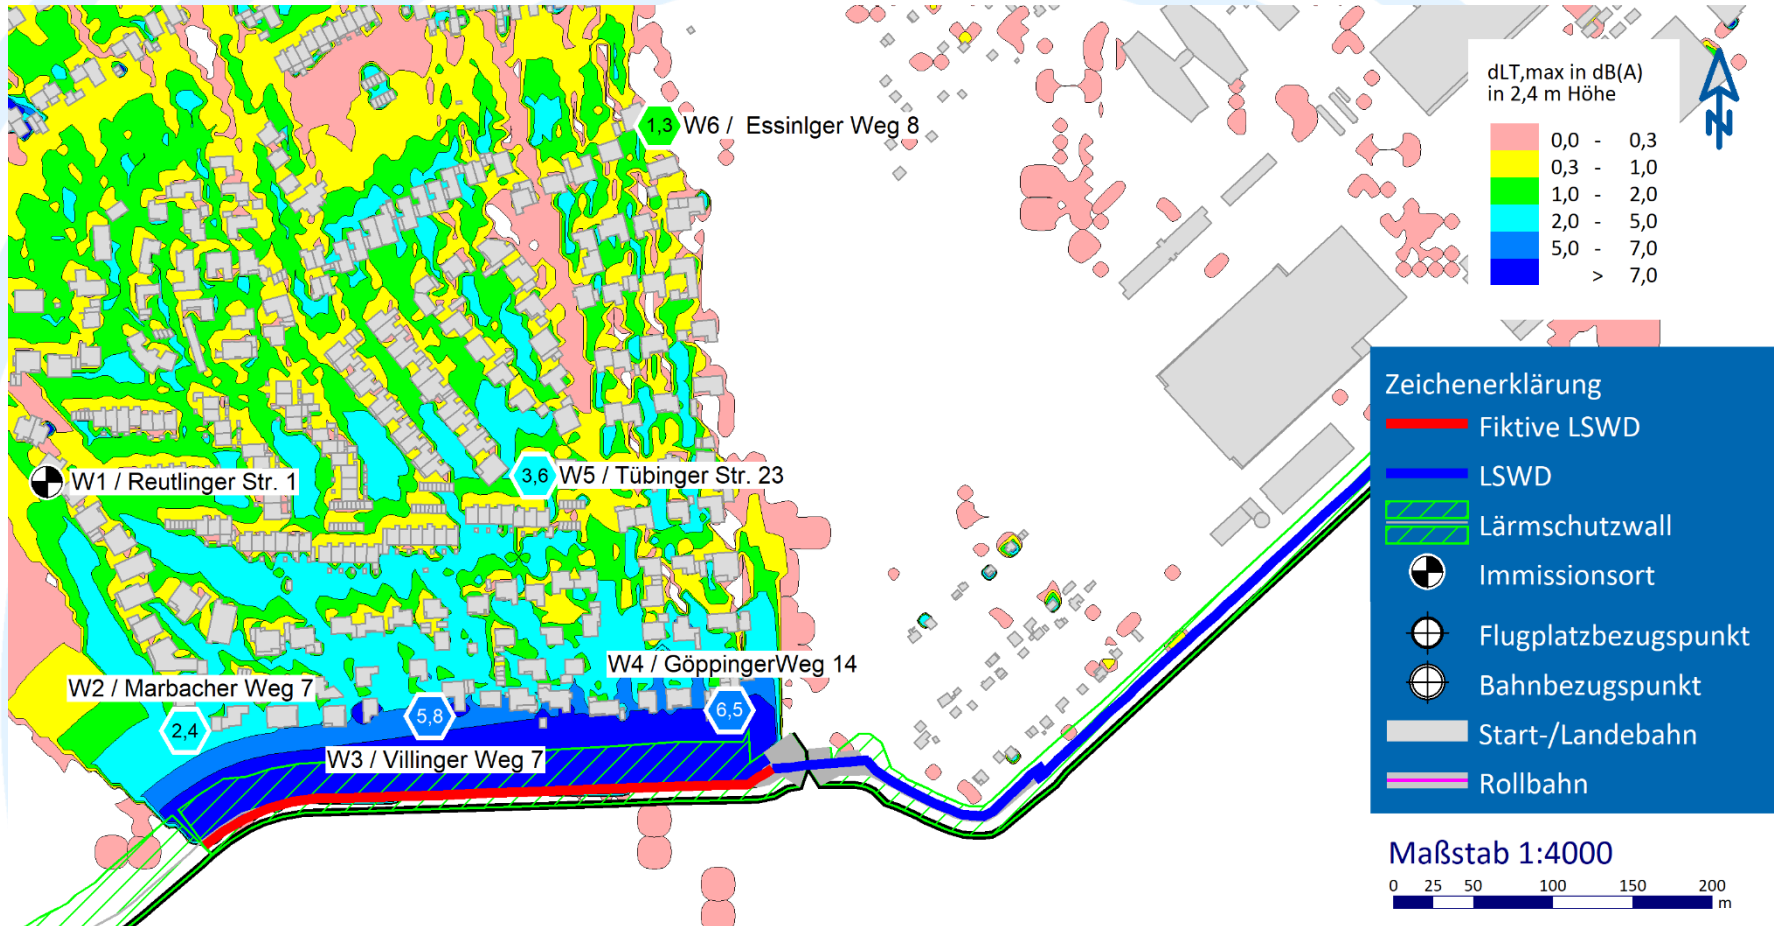 dLT,max in dB(A)
in 2,4 m Höhe
0,0 - 0,3
0,3 - 1,0
1,0 - 2,0
2,0 - 5,0
5,0 - 7,0
> 7,0
N
1,3 W6 / Essinlger Weg 8
Zeichenerklärung
Fiktive LSWD
LSWD
Lärmschutzwall
Immissionsort
Flugplatzbezugspunkt
Bahnbezugspunkt
Start-/Landebahn
Rollbahn
W1 / Reutlinger Str. 1
3,6 W5 / Tübinger Str. 23
W4 / GöppingerWeg 14
6,5
W2 / Marbacher Weg 7
2,4
5,8
W3 / Villinger Weg 7
Maßstab 1:4000
0 25 50 100 150 200
m